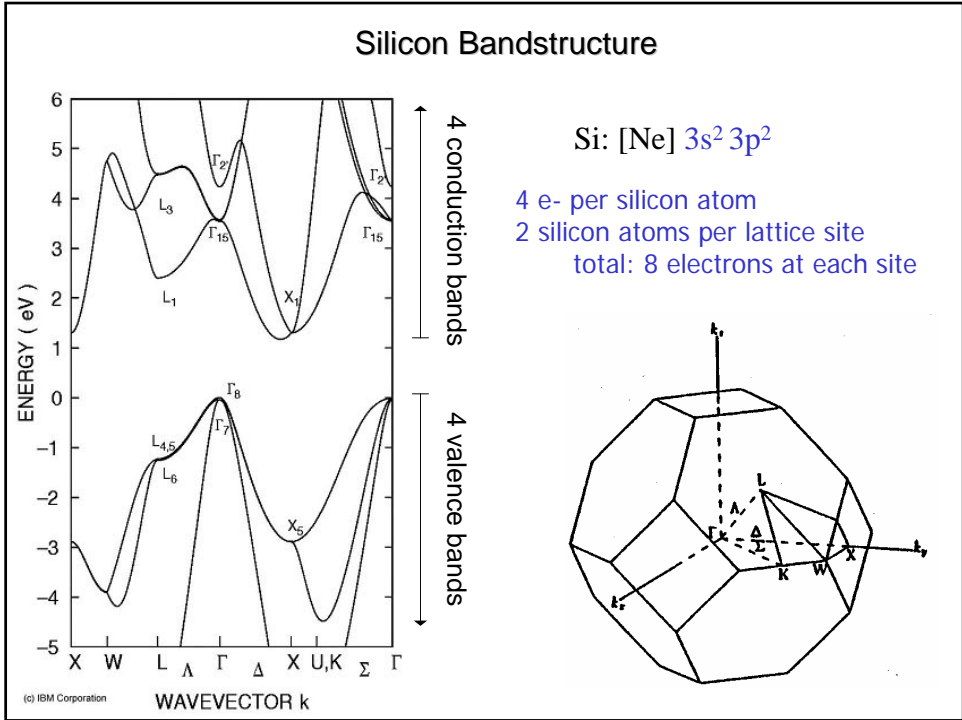 Silicon Bandstructure
ENERGY ( eV )
6
5
4
3
2
1
0
−1
−2
−3
−4
−5
Γ2'
L3
Γ15
L1
X1
Γ2'
Γ15
Γ8
Γ7
L4,5
L6
X5
X W L Λ Γ Δ X U,K Σ Γ
WAVEVECTOR k
(c) IBM Corporation
4 conduction bands
4 valence bands
Si: [Ne] 3s² 3p²
4 e- per silicon atom
2 silicon atoms per lattice site
total: 8 electrons at each site
L
Λ
Γ
Δ
Σ
X
K
W